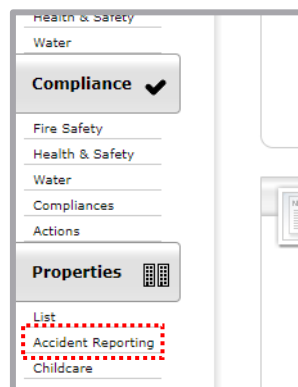 Health & Safety
Water
Compliance
Fire Safety
Health & Safety
Water
Compliances
Actions
Properties
List
Accident Reporting
Childcare